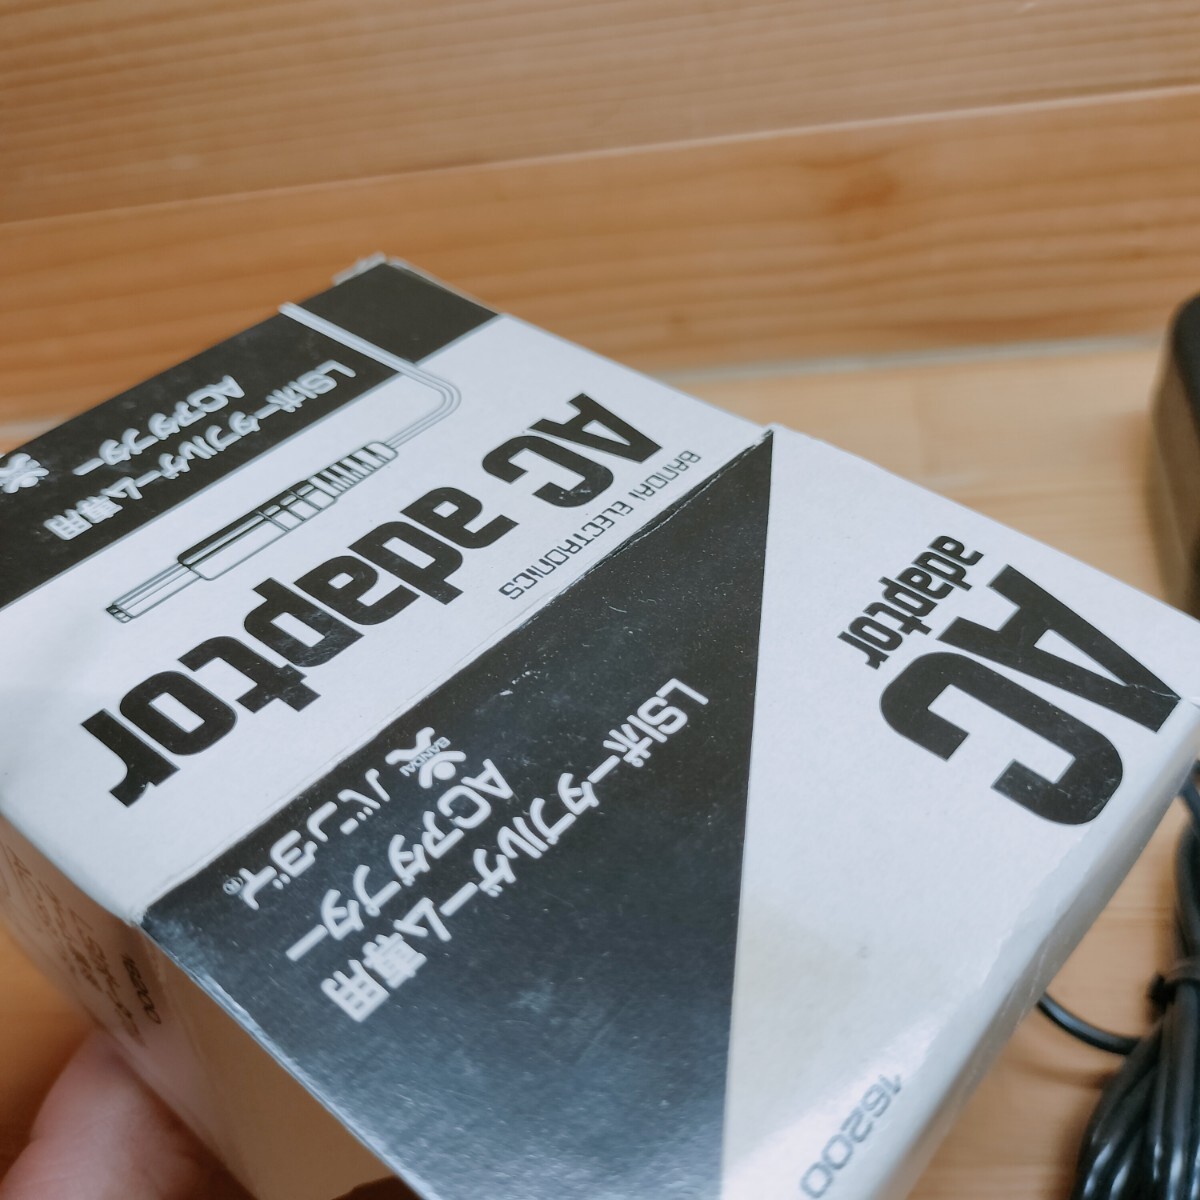 LSIポータブルゲーム専用
ACアダプター
AC adaptor
BANDAI ELECTRONICS
AC
adaptor
LSIポータブルゲーム専用
ACアダプター
BANDAI
バンダイ®
16200
16200